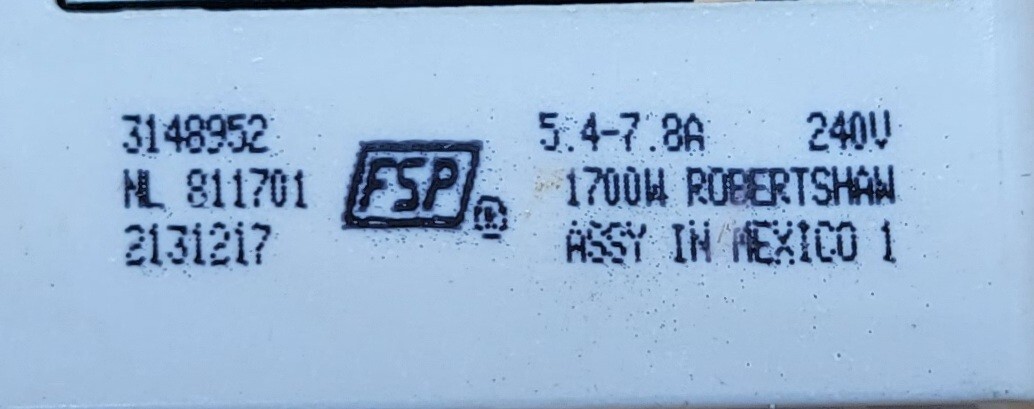 3148952
NL 811701
2131217
FSP
5.4-7.8A 240V
1700W ROBERTSHAW
ASSY IN MEXICO 1